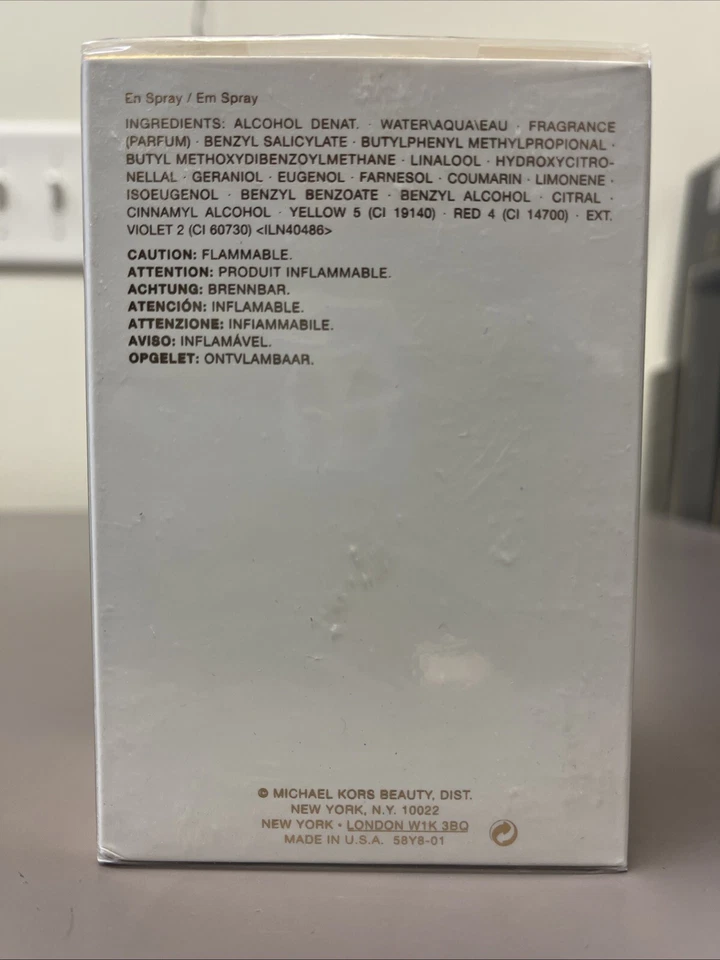 En Spray / Em Spray
INGREDIENTS: ALCOHOL DENAT. · WATER\AQUA\EAU · FRAGRANCE
(PARFUM) · BENZYL SALICYLATE · BUTYLPHENYL METHYLPROPIONAL ·
BUTYL METHOXYDIBENZOYLMETHANE · LINALOOL · HYDROXYCITRO-
NELLAL · GERANIOL · EUGENOL · FARNESOL · COUMARIN · LIMONENE ·
ISOEUGENOL · BENZYL BENZOATE · BENZYL ALCOHOL · CITRAL ·
CINNAMYL ALCOHOL · YELLOW 5 (CI 19140) · RED 4 (CI 14700) · EXT.
VIOLET 2 (CI 60730) <ILN40486>
CAUTION: FLAMMABLE.
ATTENTION: PRODUIT INFLAMMABLE.
ACHTUNG: BRENNBAR.
ATENCIÓN: INFLAMABLE.
ATTENZIONE: INFIAMMABILE.
AVISO: INFLAMÁVEL.
OPGELET: ONTVLAMBAAR.
© MICHAEL KORS BEAUTY, DIST.
NEW YORK, N.Y. 10022
NEW YORK · LONDON W1K 3BQ
MADE IN U.S.A. 58Y8-01